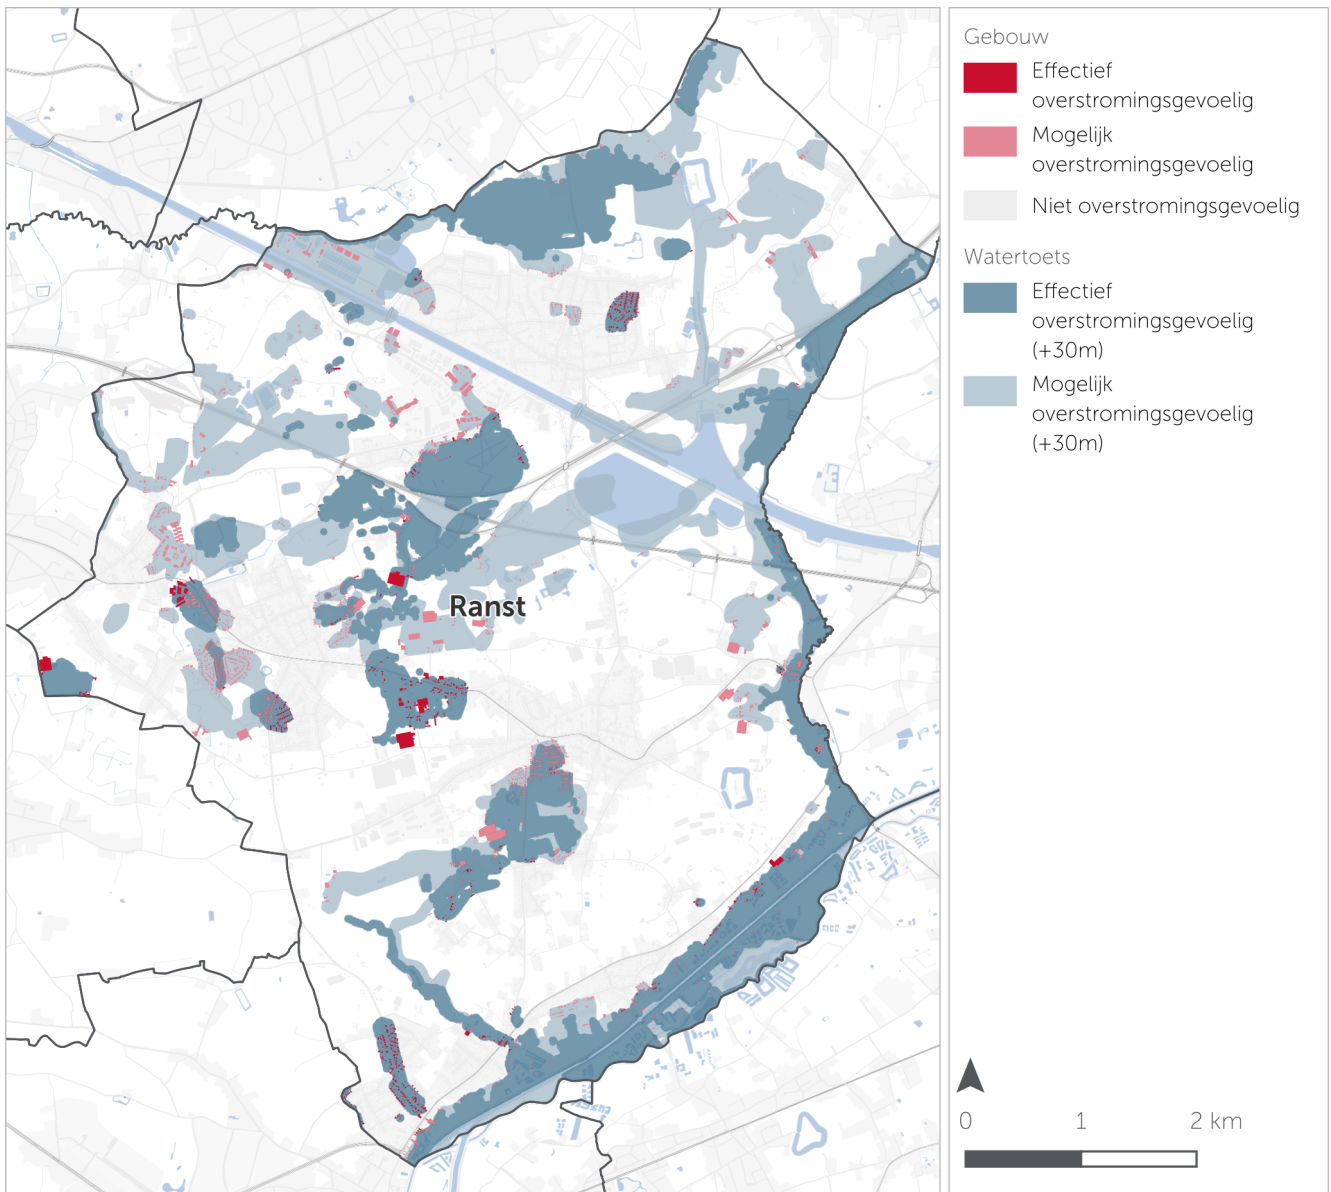 Ranst
Gebouw
Effectief
overstromingsgevoelig
Mogelijk
overstromingsgevoelig
Niet overstromingsgevoelig
Watertoets
Effectief
overstromingsgevoelig
(+30m)
Mogelijk
overstromingsgevoelig
(+30m)
0 1 2 km